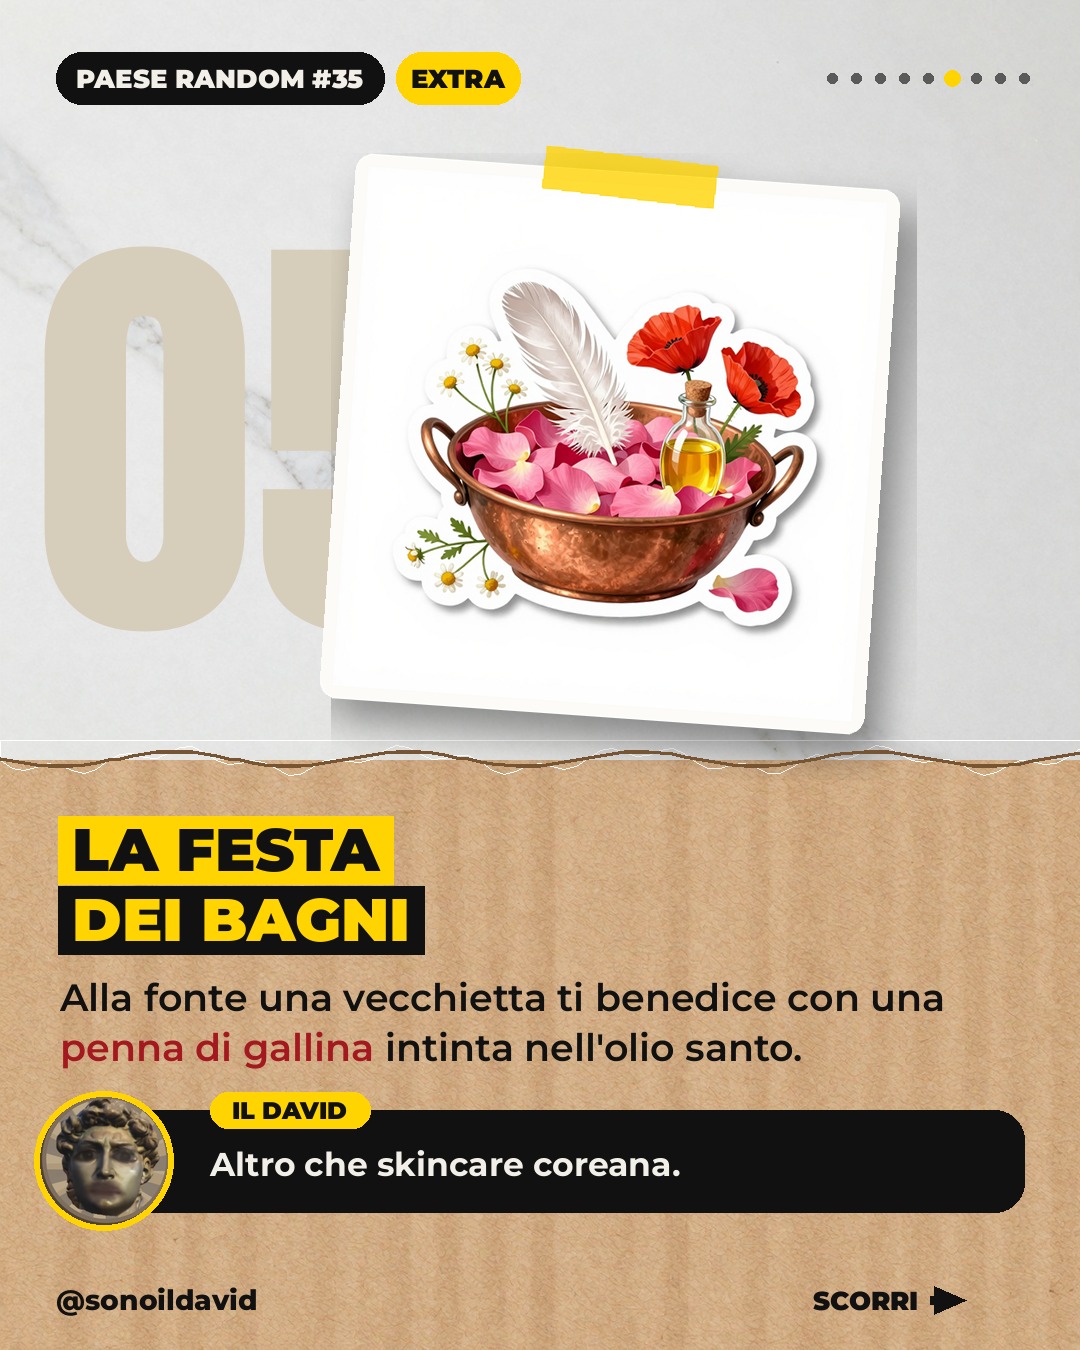 PAESE RANDOM #35
EXTRA
05
LA FESTA
DEI BAGNI
Alla fonte una vecchietta ti benedice con una
penna di gallina intinta nell'olio santo.
IL DAVID
Altro che skincare coreana.
@sonoildavid
SCORRI